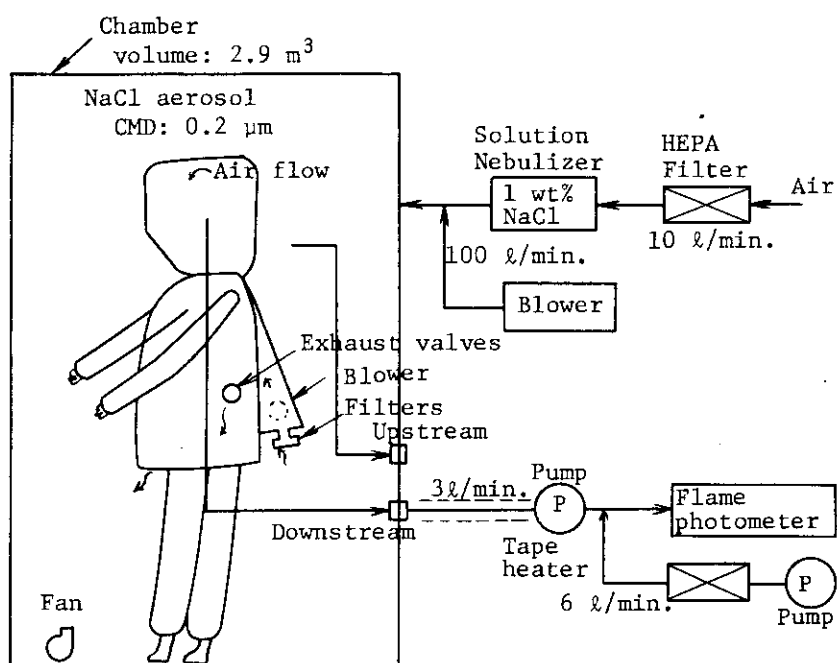 Chamber
volume: 2.9 m³
NaCl aerosol
CMD: 0.2 µm
Air flow
Solution
Nebulizer
1 wt%
NaCl
HEPA
Filter
Air
10 ℓ/min.
100 ℓ/min.
Blower
Exhaust valves
Blower
Filters
Upstream
Downstream
3ℓ/min.
Pump
P
Tape
heater
Flame
photometer
6 ℓ/min.
P
Pump
Fan